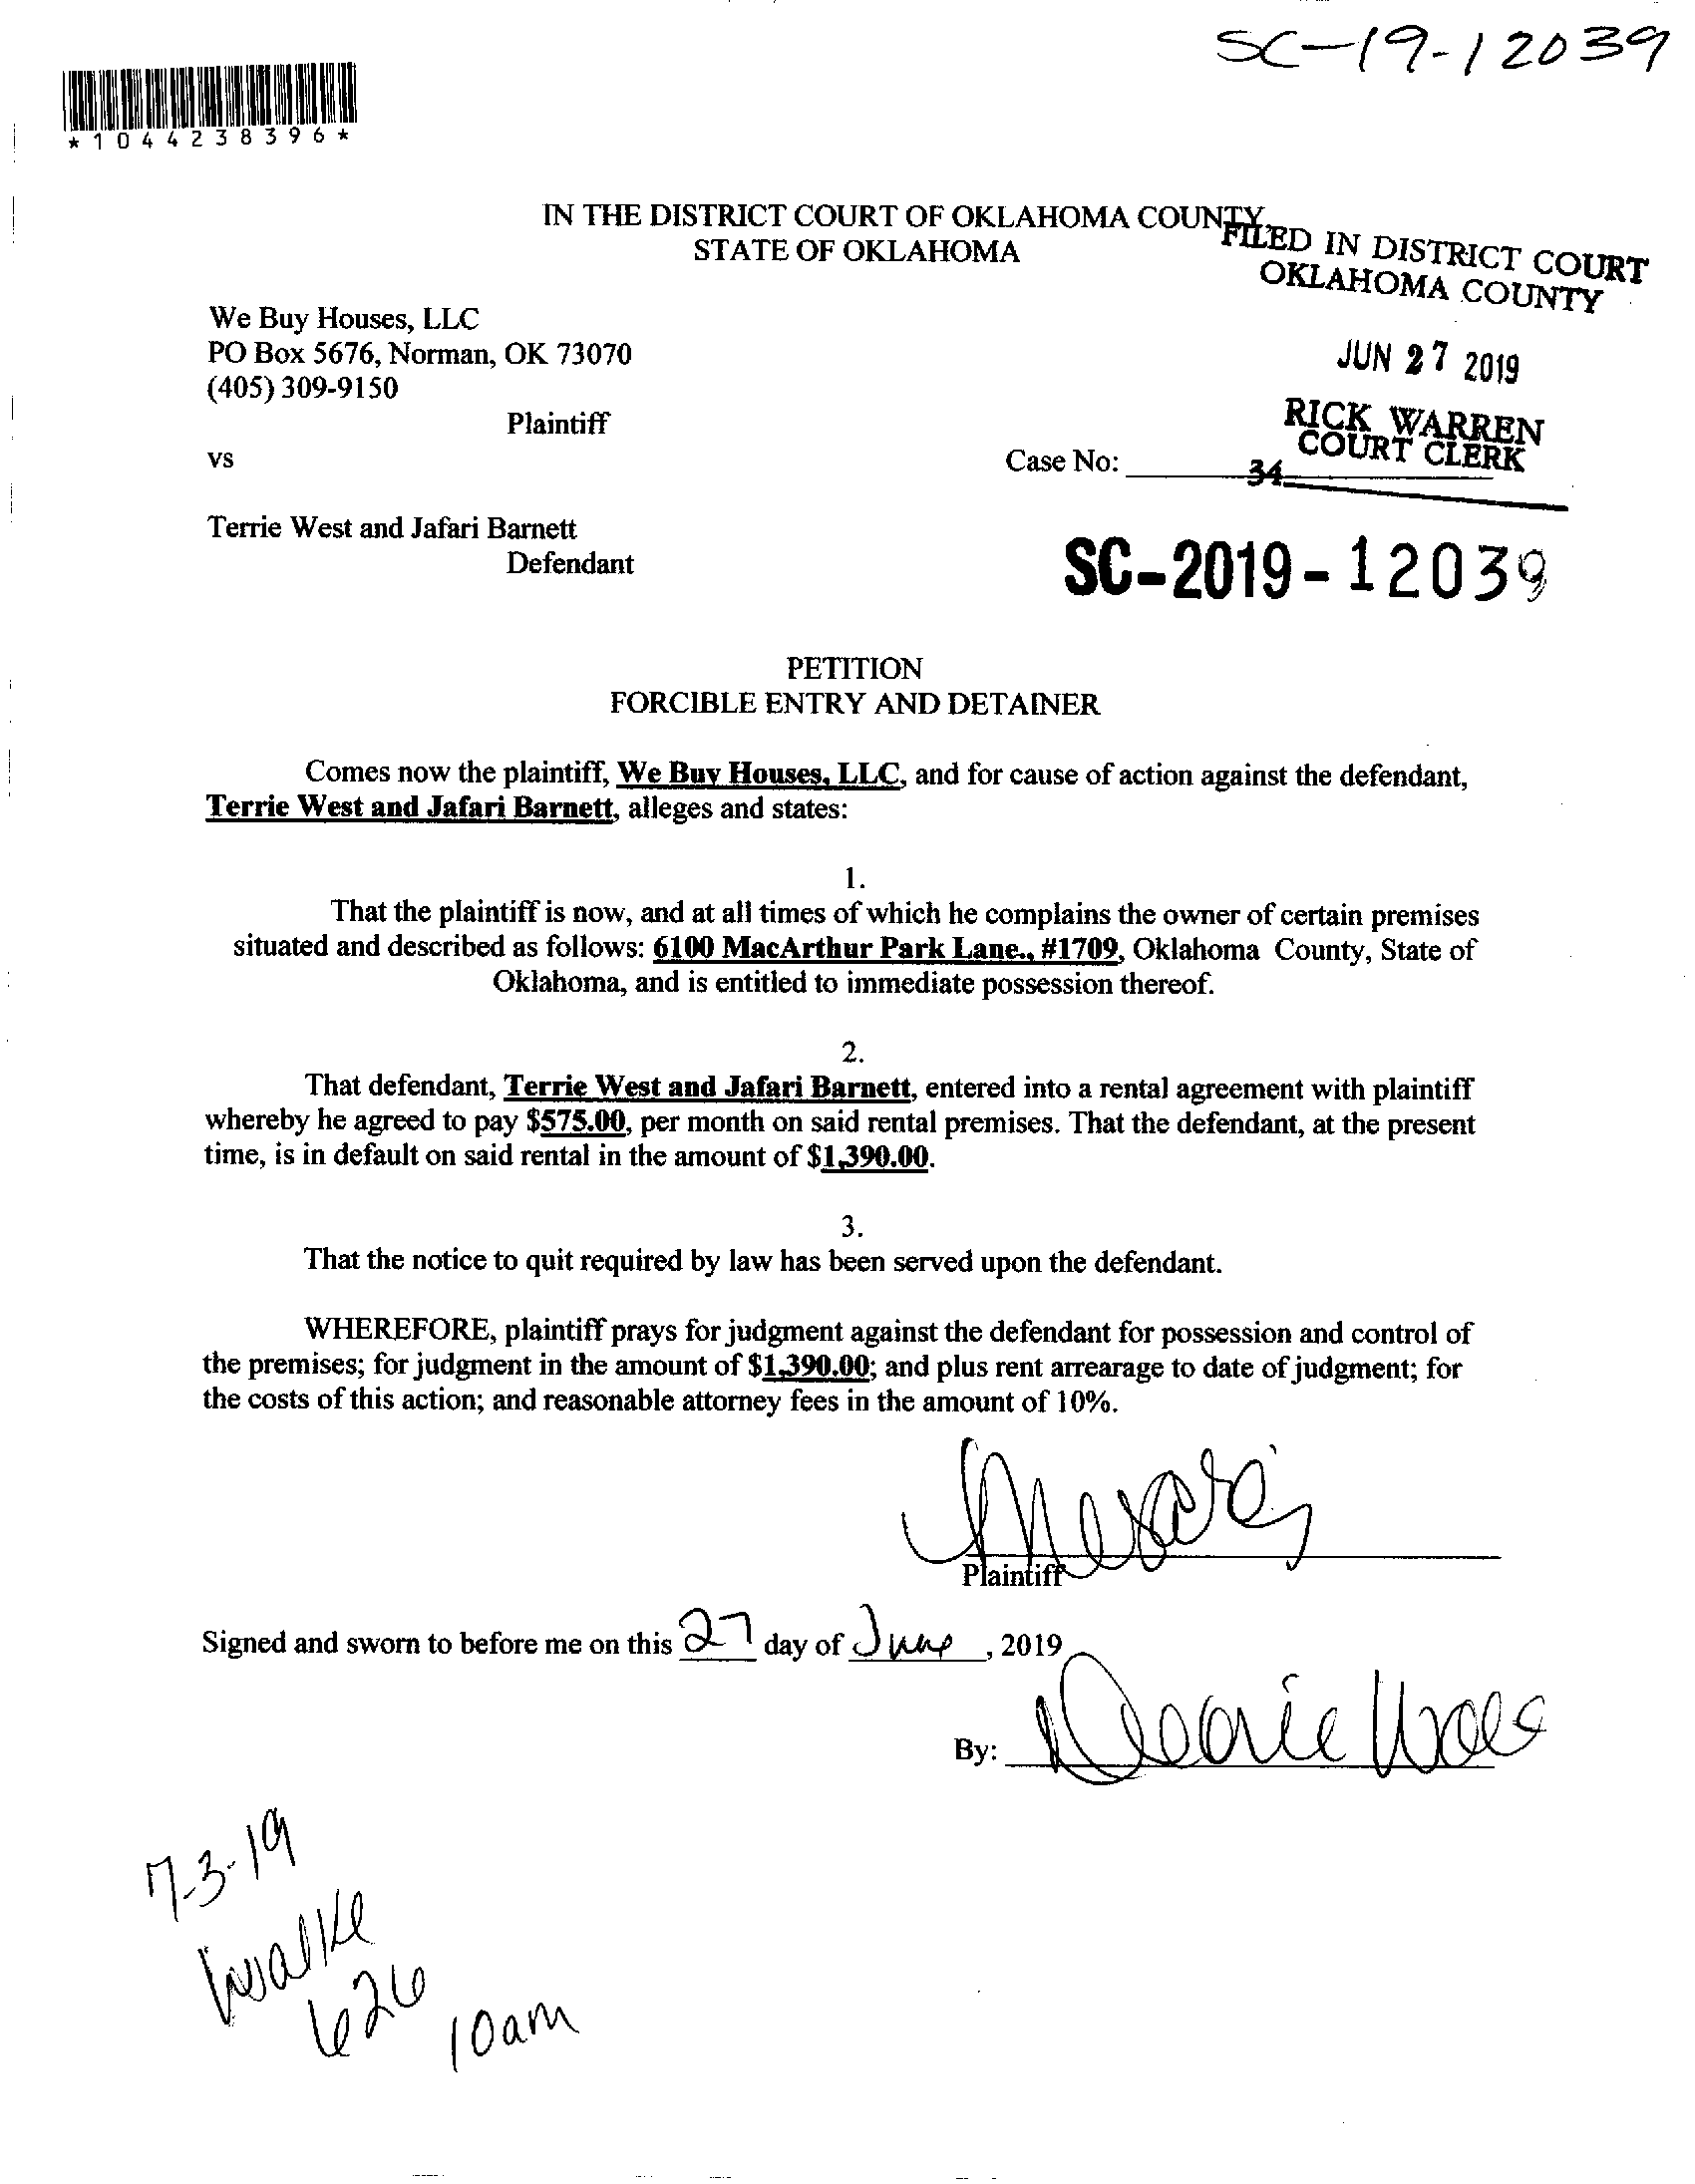 SC-19-12039
*1044238396*
IN THE DISTRICT COURT OF OKLAHOMA COUNTY
STATE OF OKLAHOMA
FILED IN DISTRICT COURT
OKLAHOMA COUNTY
JUN 27 2019
RICK WARREN
COURT CLERK
34
We Buy Houses, LLC
PO Box 5676, Norman, OK 73070
(405) 309-9150
Plaintiff
vs
Case No:
Terrie West and Jafari Barnett
Defendant
SC-2019-12039
PETITION
FORCIBLE ENTRY AND DETAINER
Comes now the plaintiff, We Buy Houses, LLC, and for cause of action against the defendant,
Terrie West and Jafari Barnett, alleges and states:
1.
That the plaintiff is now, and at all times of which he complains the owner of certain premises
situated and described as follows: 6100 MacArthur Park Lane., #1709, Oklahoma County, State of
Oklahoma, and is entitled to immediate possession thereof.
2.
That defendant, Terrie West and Jafari Barnett, entered into a rental agreement with plaintiff
whereby he agreed to pay $575.00, per month on said rental premises. That the defendant, at the present
time, is in default on said rental in the amount of $1,390.00.
3.
That the notice to quit required by law has been served upon the defendant.
WHEREFORE, plaintiff prays for judgment against the defendant for possession and control of
the premises; for judgment in the amount of $1,390.00; and plus rent arrearage to date of judgment; for
the costs of this action; and reasonable attorney fees in the amount of 10%.
Plaintiff
Signed and sworn to before me on this 27 day of June, 2019
By:
7-3-19
Walke
626
10am